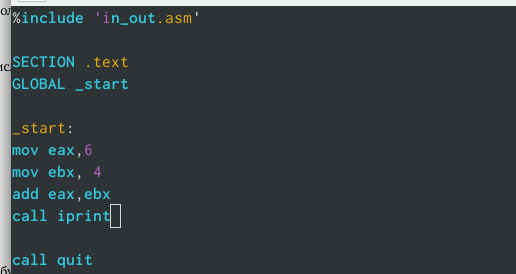 %include 'in_out.asm'
SECTION .text
GLOBAL _start
_start:
mov eax,6
mov ebx, 4
add eax,ebx
call iprint
call quit